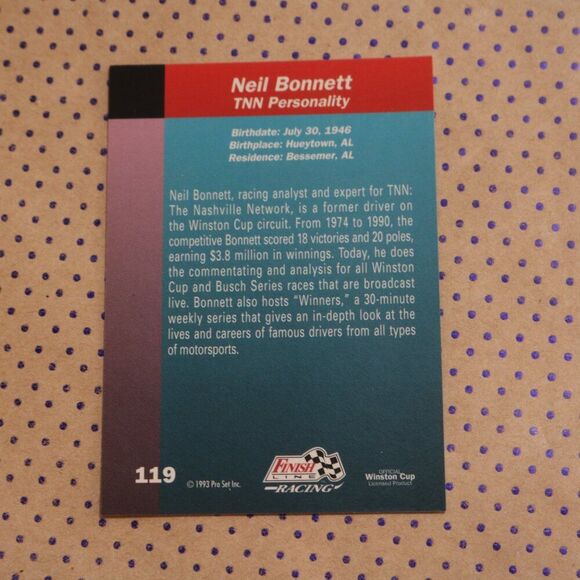 Neil Bonnett
TNN Personality
Birthdate: July 30, 1946
Birthplace: Hueytown, AL
Residence: Bessemer, AL
Neil Bonnett, racing analyst and expert for TNN:
The Nashville Network, is a former driver on
the Winston Cup circuit. From 1974 to 1990, the
competitive Bonnett scored 18 victories and 20 poles,
earning $3.8 million in winnings. Today, he does
the commentating and analysis for all Winston
Cup and Busch Series races that are broadcast
live. Bonnett also hosts “Winners,” a 30-minute
weekly series that gives an in-depth look at the
lives and careers of famous drivers from all types
of motorsports.
119
© 1993 Pro Set Inc.
FINISH
LINE
RACING
OFFICIAL
Winston Cup
Licensed Product